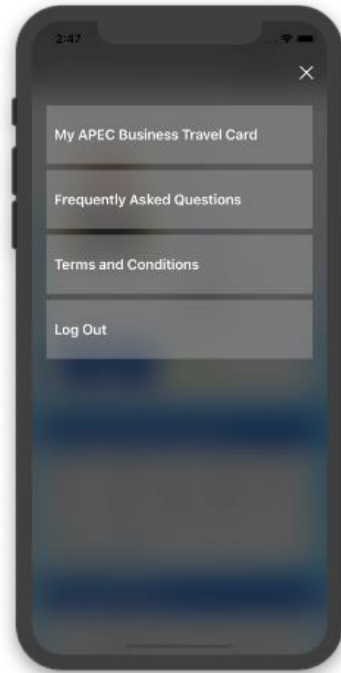 2:47
My APEC Business Travel Card
Frequently Asked Questions
Terms and Conditions
Log Out